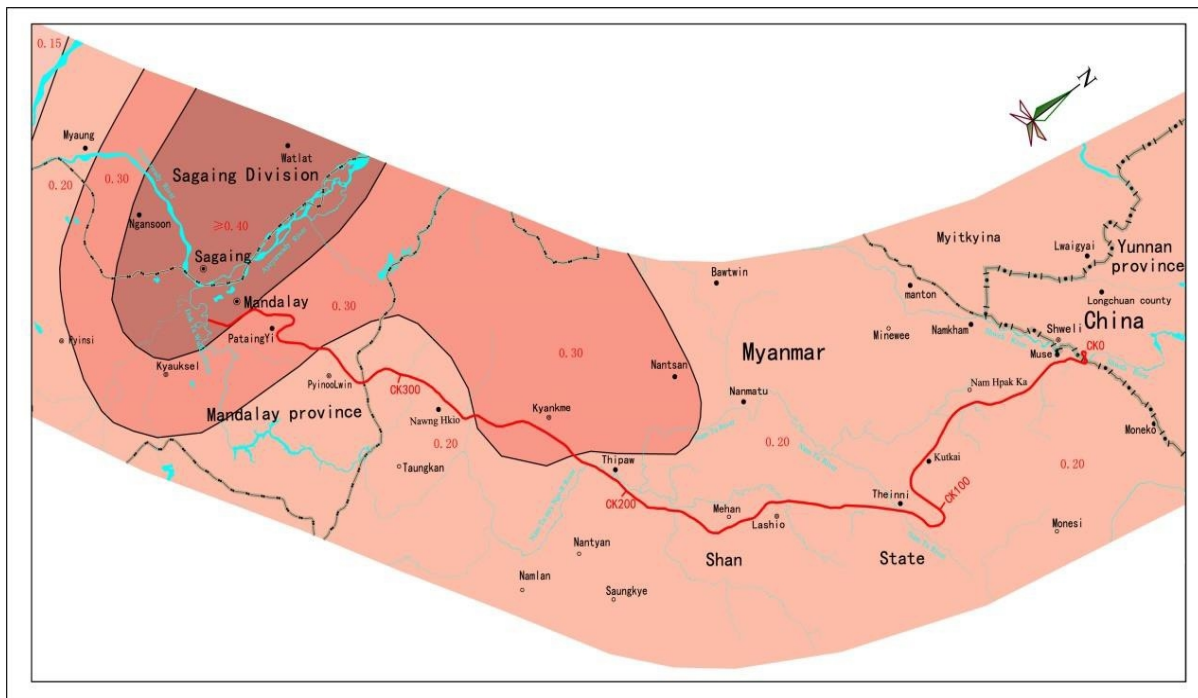 0.15
N
Myaung
Watlat
0.20
0.30
Sagaing Division
Ngansoon
≥0.40
Myitkyina
Lwaigyai
Yunnan
province
Sagaing
Bawtwin
manton
Longchuan county
Mandalay
0.30
Minewee
Namkham
Shweli
China
PataingYi
Muse
CK0
Pyinsi
0.30
Myanmar
Kyauksel
PyinooLwin
CK300
Nantsan
Nam Hpak Ka
Mandalay province
Nawng Hkio
Kyankme
Nanmatu
Moneko
0.20
0.20
Taungkan
Thipaw
Kutkai
0.20
CK200
Theinni
CK100
Mehan
Lashio
Monesi
Nantyan
Shan
State
Namlan
Saungkye